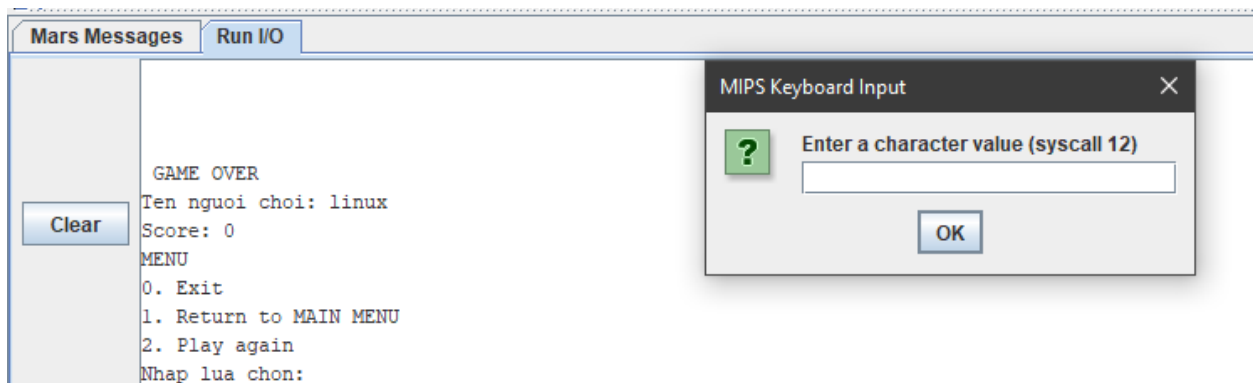 Mars Messages
Run I/O
GAME OVER
Ten nguoi choi: linux
Score: 0
MENU
0. Exit
1. Return to MAIN MENU
2. Play again
Nhap lua chon:
Clear
MIPS Keyboard Input
Enter a character value (syscall 12)
OK